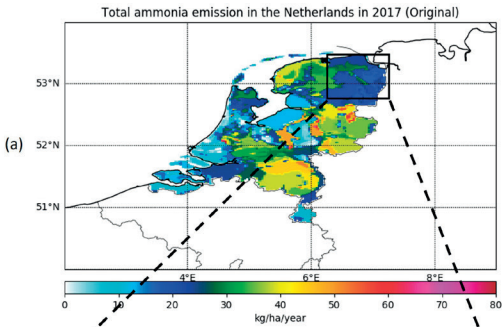 Total ammonia emission in the Netherlands in 2017 (Original)
(a)
53°N
52°N
51°N
4°E 6°E 8°E
0 10 20 30 40 50 60 70 80
kg/ha/year